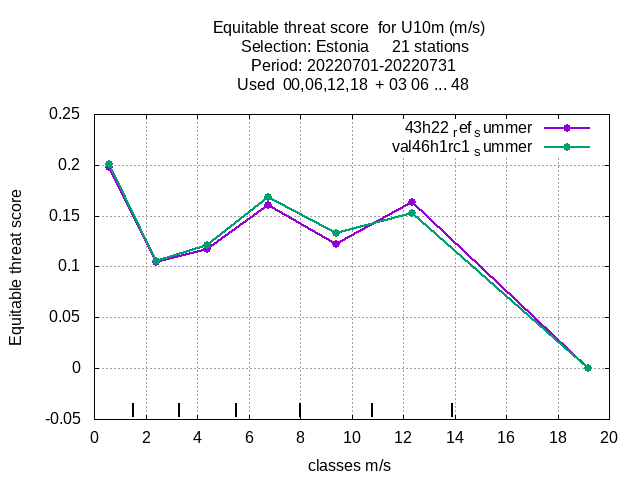 Equitable threat score for U10m (m/s)
Selection: Estonia 21 stations
Period: 20220701-20220731
Used 00,06,12,18 + 03 06 ... 48
43h22 ref summer
val46h1rc1 summer
0.25
0.2
0.15
0.1
0.05
0
-0.05
Equitable threat score
0 2 4 6 8 10 12 14 16 18 20
classes m/s